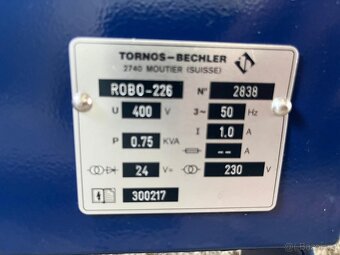 TORNOS-BECHLER
2740 MOUTIER (SUISSE)
ROBO-226 N° 2838
U 400 V 3~ 50 Hz
P 0.75 KVA I 1.0 A
-- A
24 V= 230 V
300217